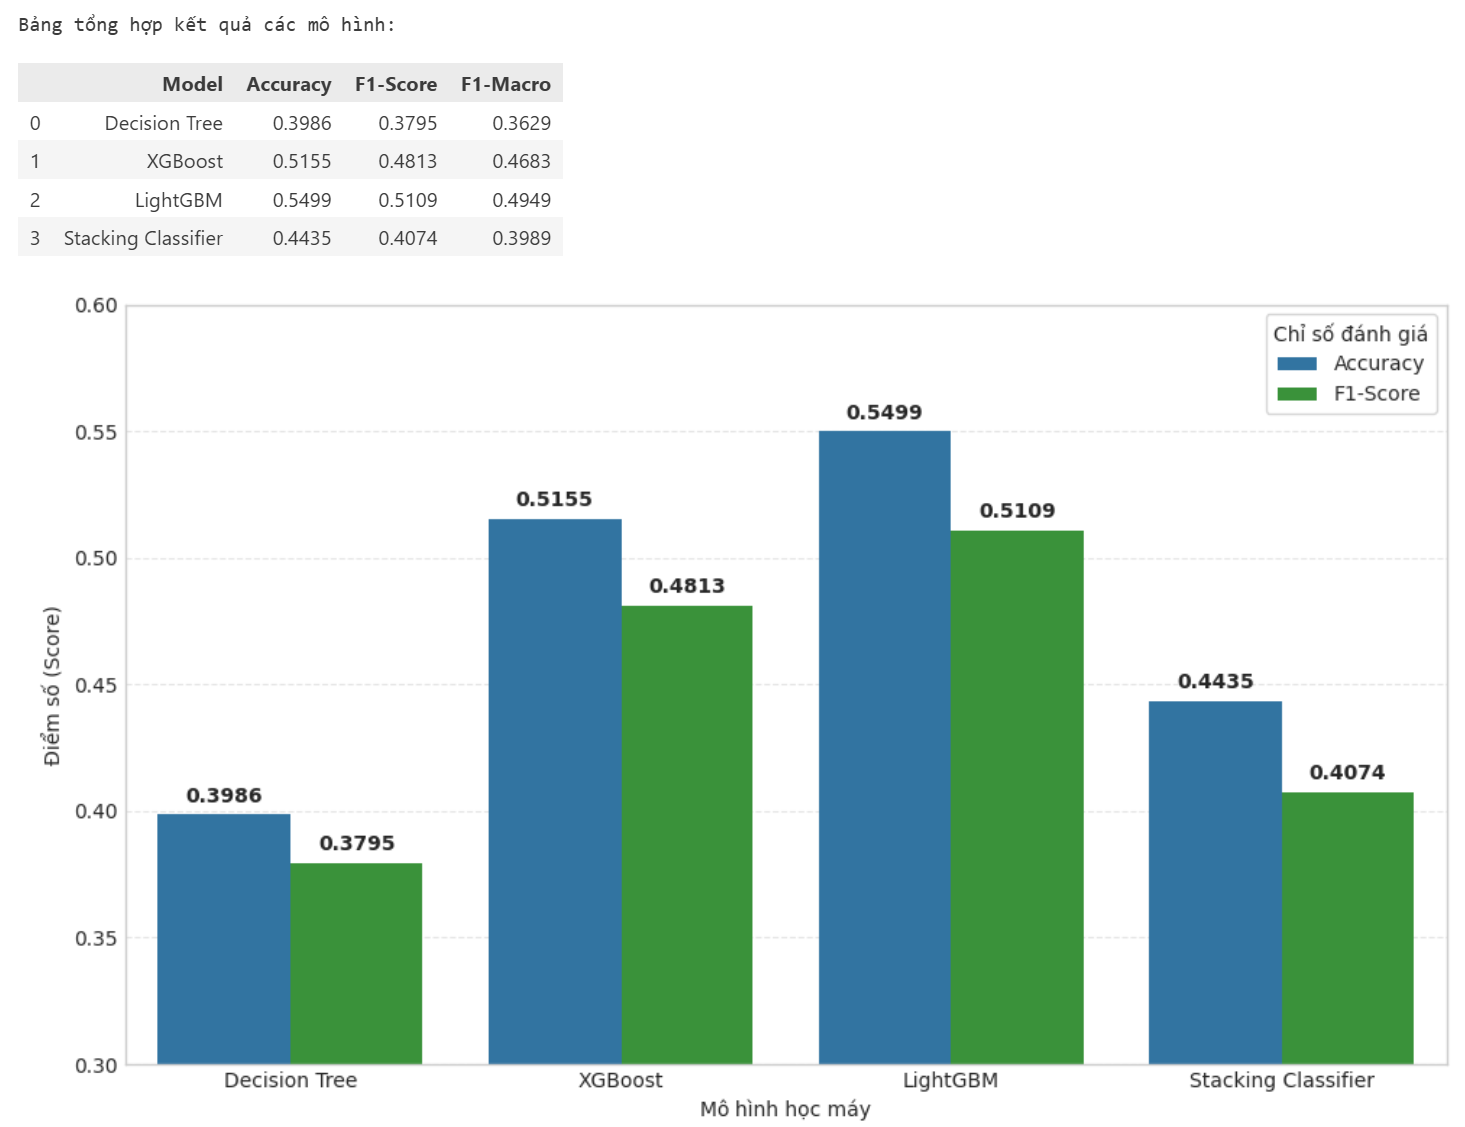 Bảng tổng hợp kết quả các mô hình:
Model Accuracy F1-Score F1-Macro
0 Decision Tree 0.3986 0.3795 0.3629
1 XGBoost 0.5155 0.4813 0.4683
2 LightGBM 0.5499 0.5109 0.4949
3 Stacking Classifier 0.4435 0.4074 0.3989
Chỉ số đánh giá
Accuracy
F1-Score
0.60
0.55
0.50
0.45
0.40
0.35
0.30
Điểm số (Score)
0.3986
0.3795
0.5155
0.4813
0.5499
0.5109
0.4435
0.4074
Decision Tree XGBoost LightGBM Stacking Classifier
Mô hình học máy